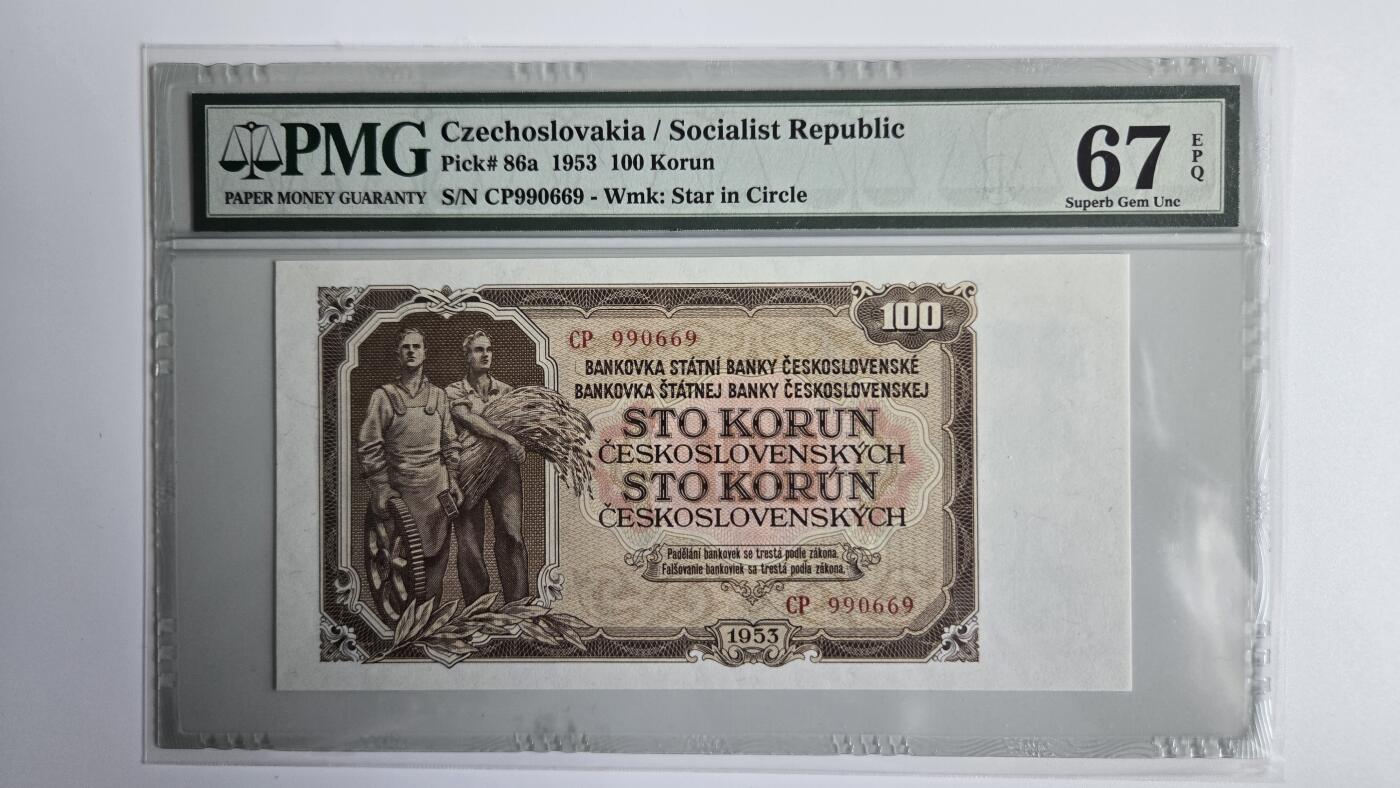 PMG
PAPER MONEY GUARANTY
Czechoslovakia / Socialist Republic
Pick# 86a 1953 100 Korun
S/N CP990669 - Wmk: Star in Circle
67
EPQ
Superb Gem Unc
100
CP 990669
BANKOVKA STÁTNÍ BANKY ČESKOSLOVENSKÉ
BANKOVKA ŠTÁTNEJ BANKY ČESKOSLOVENSKEJ
STO KORUN
ČESKOSLOVENSKÝCH
STO KORÚN
ČESKOSLOVENSKÝCH
Padělání bankovek se trestá podle zákona.
Falšovanie bankoviek sa trestá podľa zákona.
CP 990669
1953